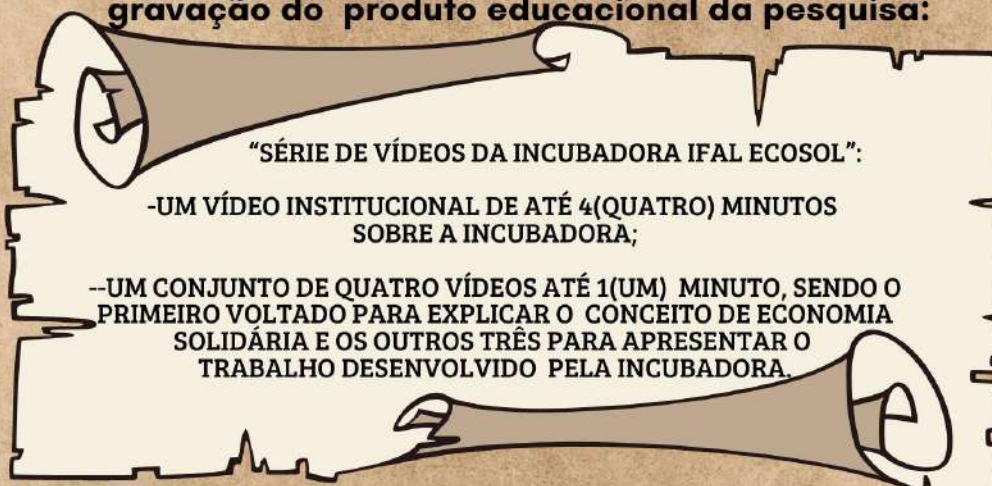 gravação do produto educacional da pesquisa:
“SÉRIE DE VÍDEOS DA INCUBADORA IFAL ECOSOL”:
-UM VÍDEO INSTITUCIONAL DE ATÉ 4(QUATRO) MINUTOS
SOBRE A INCUBADORA;
--UM CONJUNTO DE QUATRO VÍDEOS ATÉ 1(UM) MINUTO, SENDO O
PRIMEIRO VOLTADO PARA EXPLICAR O CONCEITO DE ECONOMIA
SOLIDÁRIA E OS OUTROS TRÊS PARA APRESENTAR O
TRABALHO DESENVOLVIDO PELA INCUBADORA.